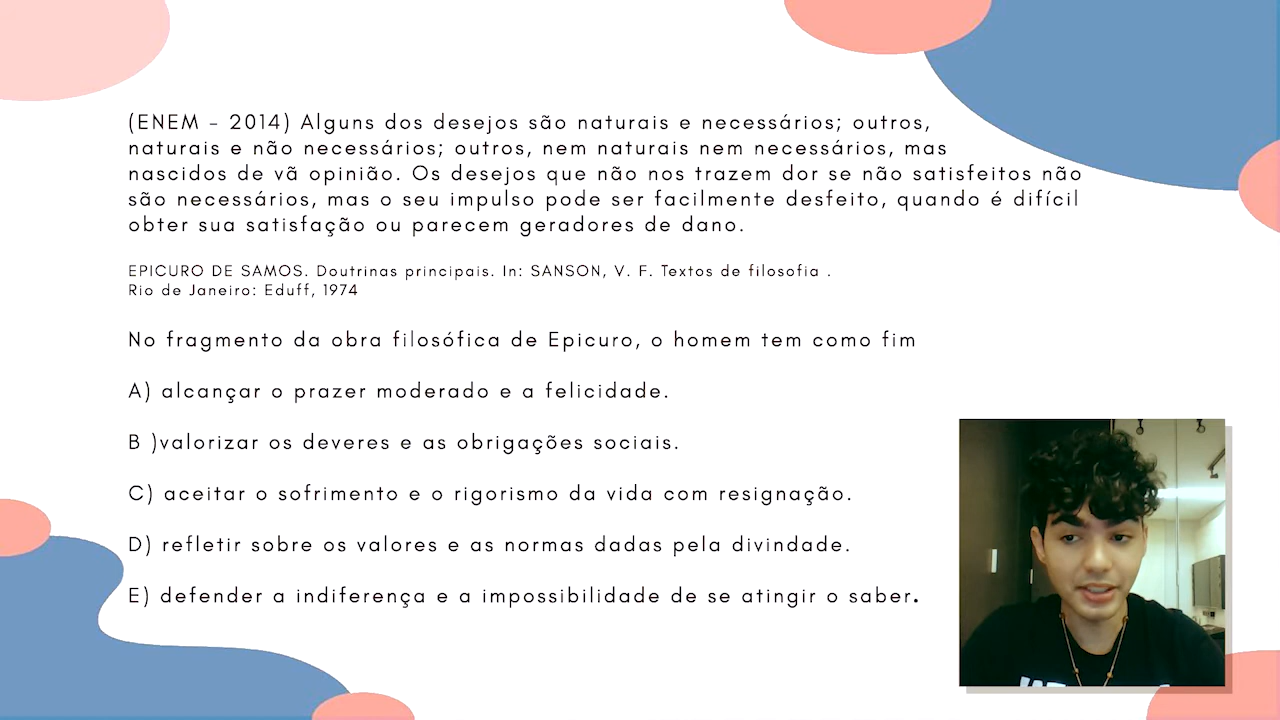 (ENEM - 2014) Alguns dos desejos são naturais e necessários; outros,
naturais e não necessários; outros, nem naturais nem necessários, mas
nascidos de vã opinião. Os desejos que não nos trazem dor se não satisfeitos não
são necessários, mas o seu impulso pode ser facilmente desfeito, quando é difícil
obter sua satisfação ou parecem geradores de dano.
EPICURO DE SAMOS. Doutrinas principais. In: SANSON, V. F. Textos de filosofia .
Rio de Janeiro: Eduff, 1974
No fragmento da obra filosófica de Epicuro, o homem tem como fim
A) alcançar o prazer moderado e a felicidade.
B )valorizar os deveres e as obrigações sociais.
C) aceitar o sofrimento e o rigorismo da vida com resignação.
D) refletir sobre os valores e as normas dadas pela divindade.
E) defender a indiferença e a impossibilidade de se atingir o saber.